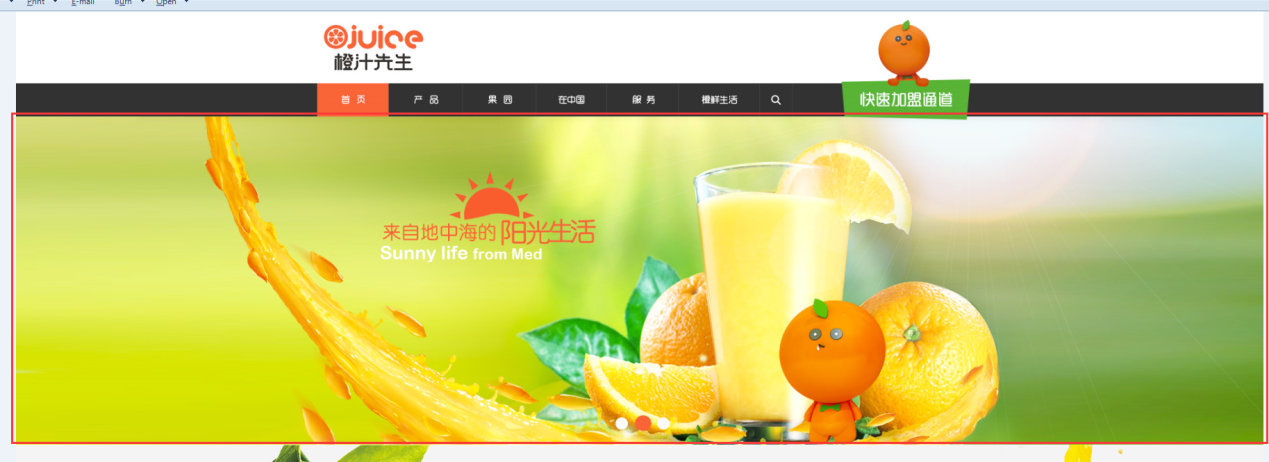 Print E-mail Burn Open
Ojuice
橙汁先生
首 页 产 品 果 园 在中国 服 务 橙鲜生活
快速加盟通道
来自地中海的 阳光生活
Sunny life from Med